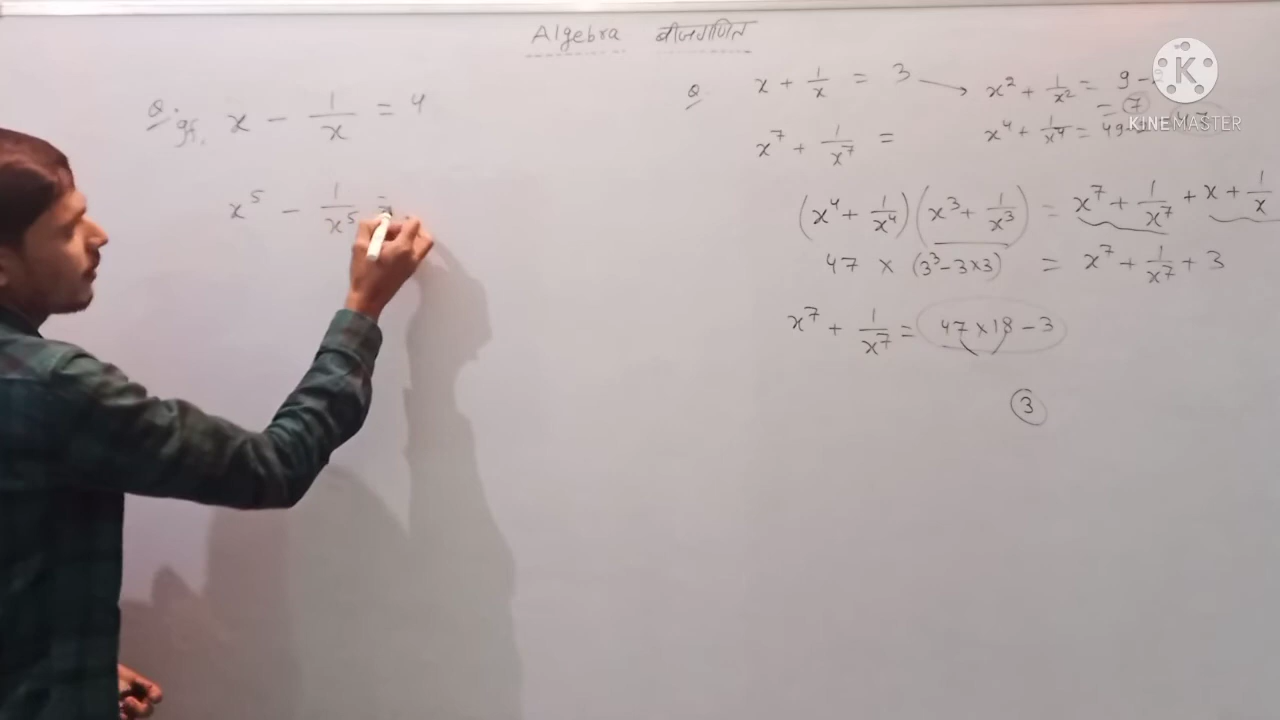 Algebra बीजगणित
Q. gf. x - 1/x = 4
x⁵ - 1/x⁵ =
Q. x + 1/x = 3 → x² + 1/x² = 9 -
= 7
x⁷ + 1/x⁷ =
x⁴ + 1/x⁴ = 49
(x⁴ + 1/x⁴)(x³ + 1/x³) = x⁷ + 1/x⁷ + x + 1/x
47 × (3³ - 3×3) = x⁷ + 1/x⁷ + 3
x⁷ + 1/x⁷ = 47×18 - 3
3
K
KINEMASTER